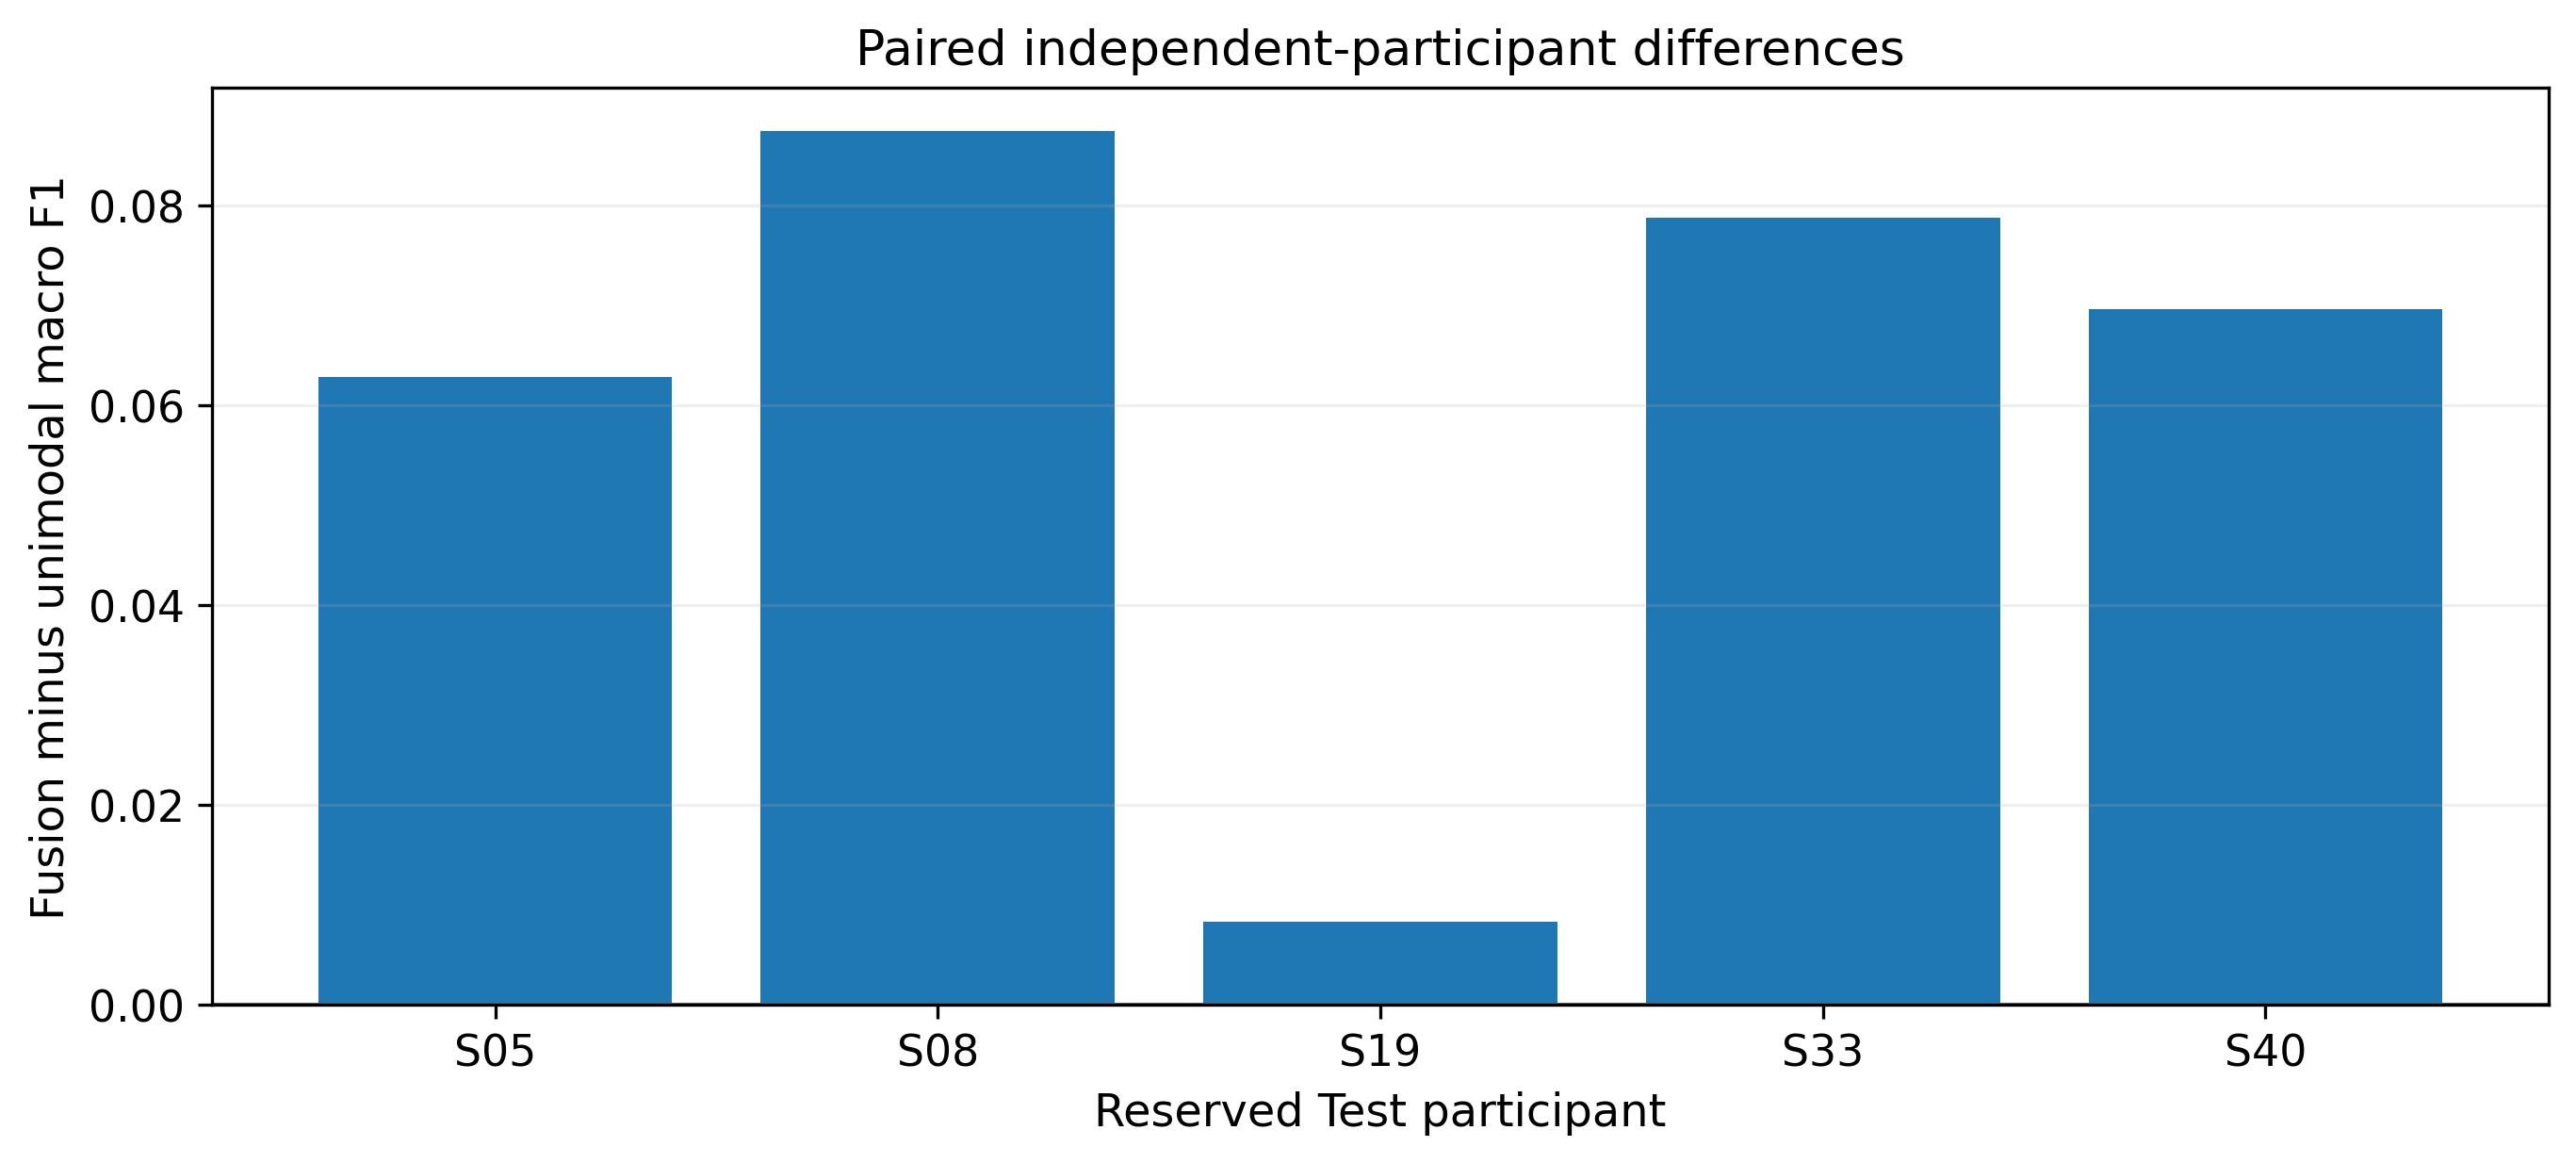 Paired independent-participant differences
Fusion minus unimodal macro F1
0.08
0.06
0.04
0.02
0.00
S05 S08 S19 S33 S40
Reserved Test participant